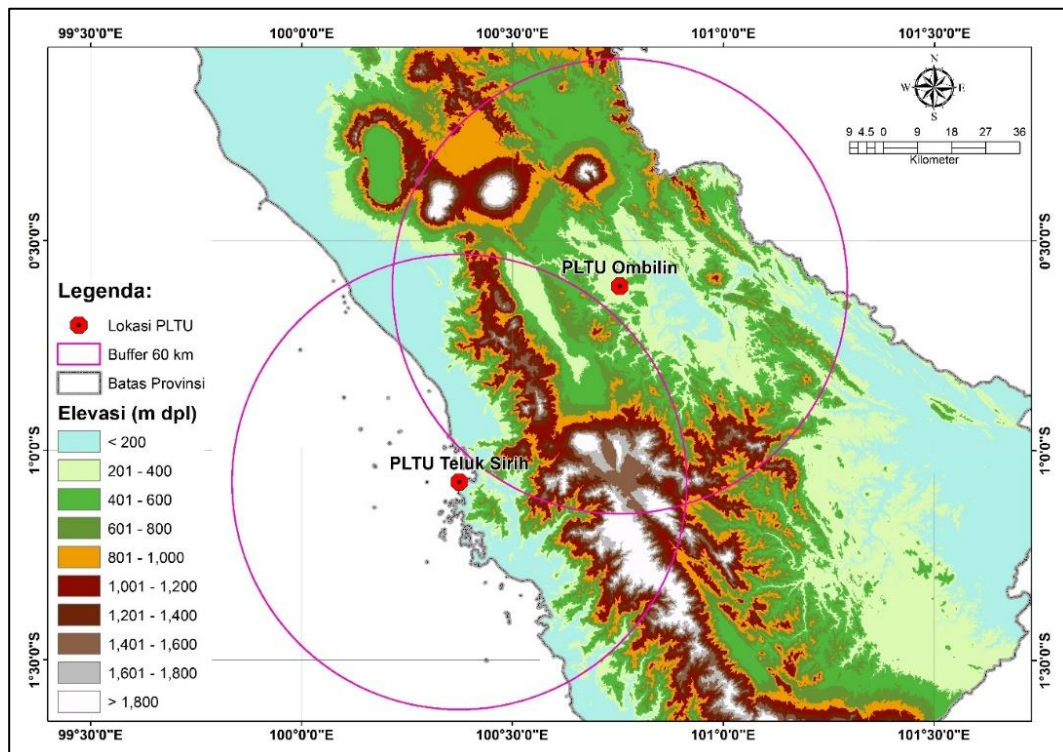 99°30'0"E 100°0'0"E 100°30'0"E 101°0'0"E 101°30'0"E
N
W E
S
9 4.5 0 9 18 27 36
Kilometer
0°30'0"S
0°30'0"S
PLTU Ombilin
Legenda:
Lokasi PLTU
Buffer 60 km
Batas Provinsi
Elevasi (m dpl)
< 200
201 - 400
401 - 600
601 - 800
801 - 1,000
1,001 - 1,200
1,201 - 1,400
1,401 - 1,600
1,601 - 1,800
> 1,800
1°0'0"S
1°0'0"S
PLTU Teluk Sirih
1°30'0"S
1°30'0"S
99°30'0"E 100°0'0"E 100°30'0"E 101°0'0"E 101°30'0"E